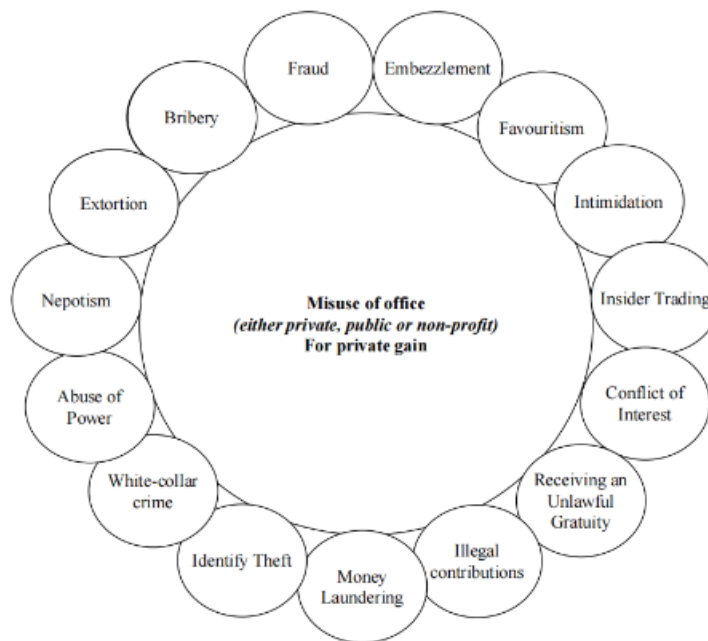 Fraud
Embezzlement
Bribery
Favouritism
Extortion
Intimidation
Nepotism
Insider Trading
Misuse of office
(either private, public or non-profit)
For private gain
Abuse of
Power
Conflict of
Interest
White-collar
crime
Receiving an
Unlawful
Gratuity
Identify Theft
Money
Laundering
Illegal
contributions